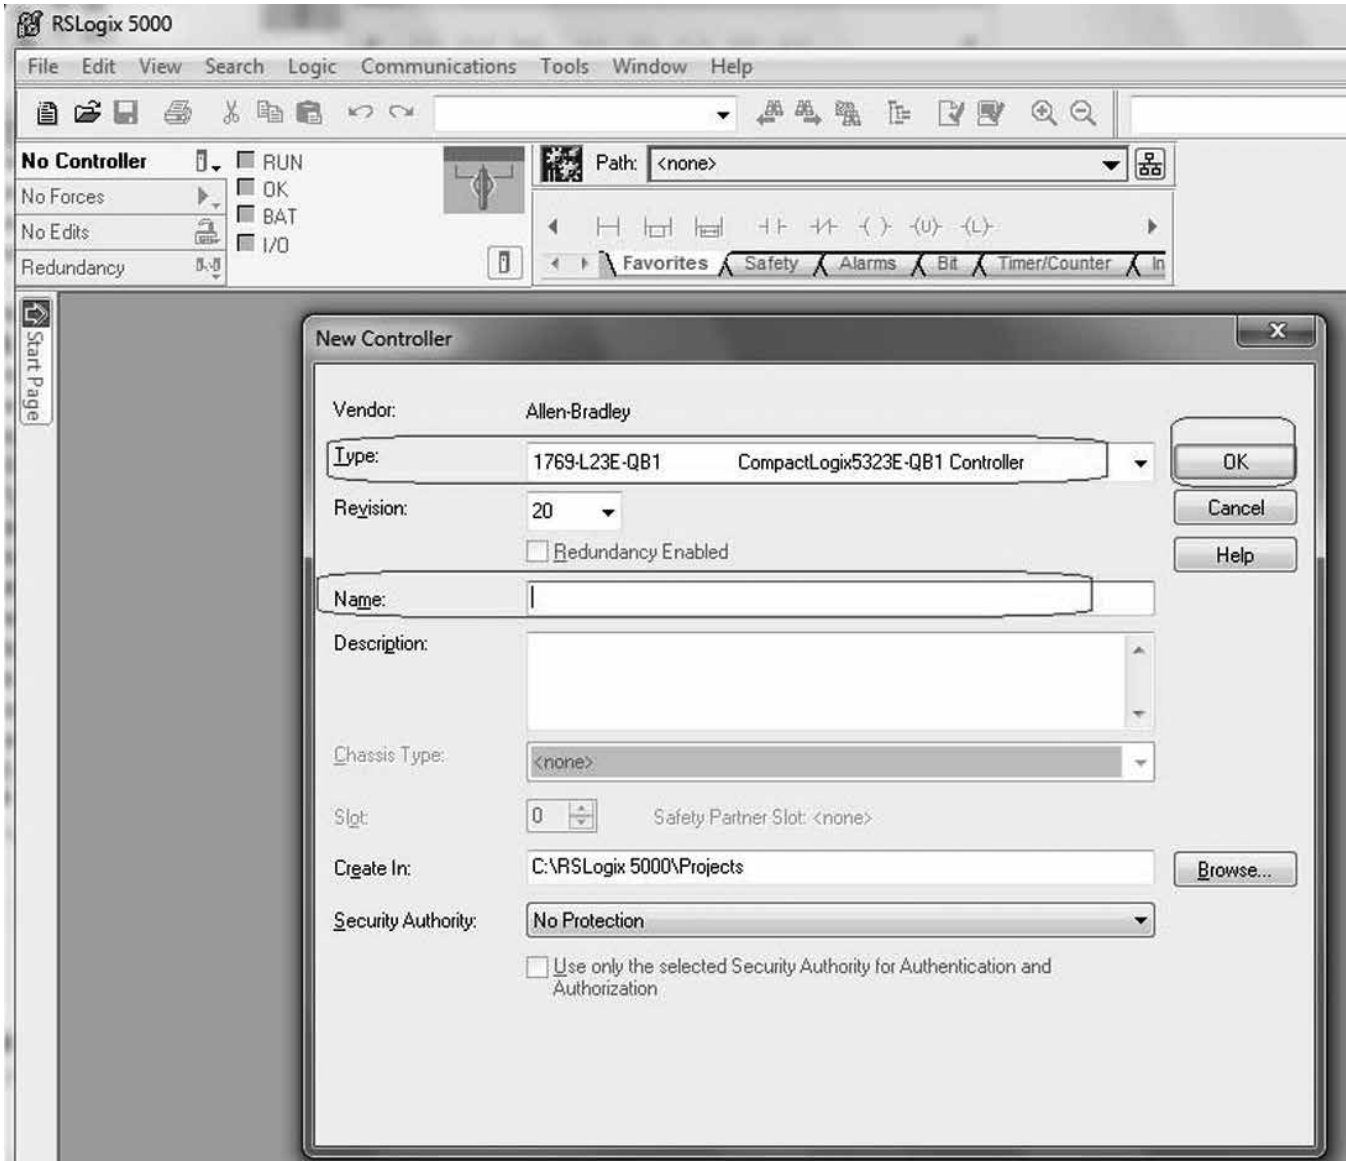 RSLogix 5000
File Edit View Search Logic Communications Tools Window Help
No Controller
RUN
Path: <none>
No Forces
OK
No Edits
BAT
I/O
Redundancy
Favorites Safety Alarms Bit Timer/Counter In
Start Page
New Controller
Vendor: Allen-Bradley
Type: 1769-L23E-QB1 CompactLogix5323E-QB1 Controller
OK
Revision: 20
Cancel
Redundancy Enabled
Help
Name:
Description:
Chassis Type: <none>
Slot: 0 Safety Partner Slot: <none>
Create In: C:\RSLogix 5000\Projects
Browse...
Security Authority: No Protection
Use only the selected Security Authority for Authentication and
Authorization